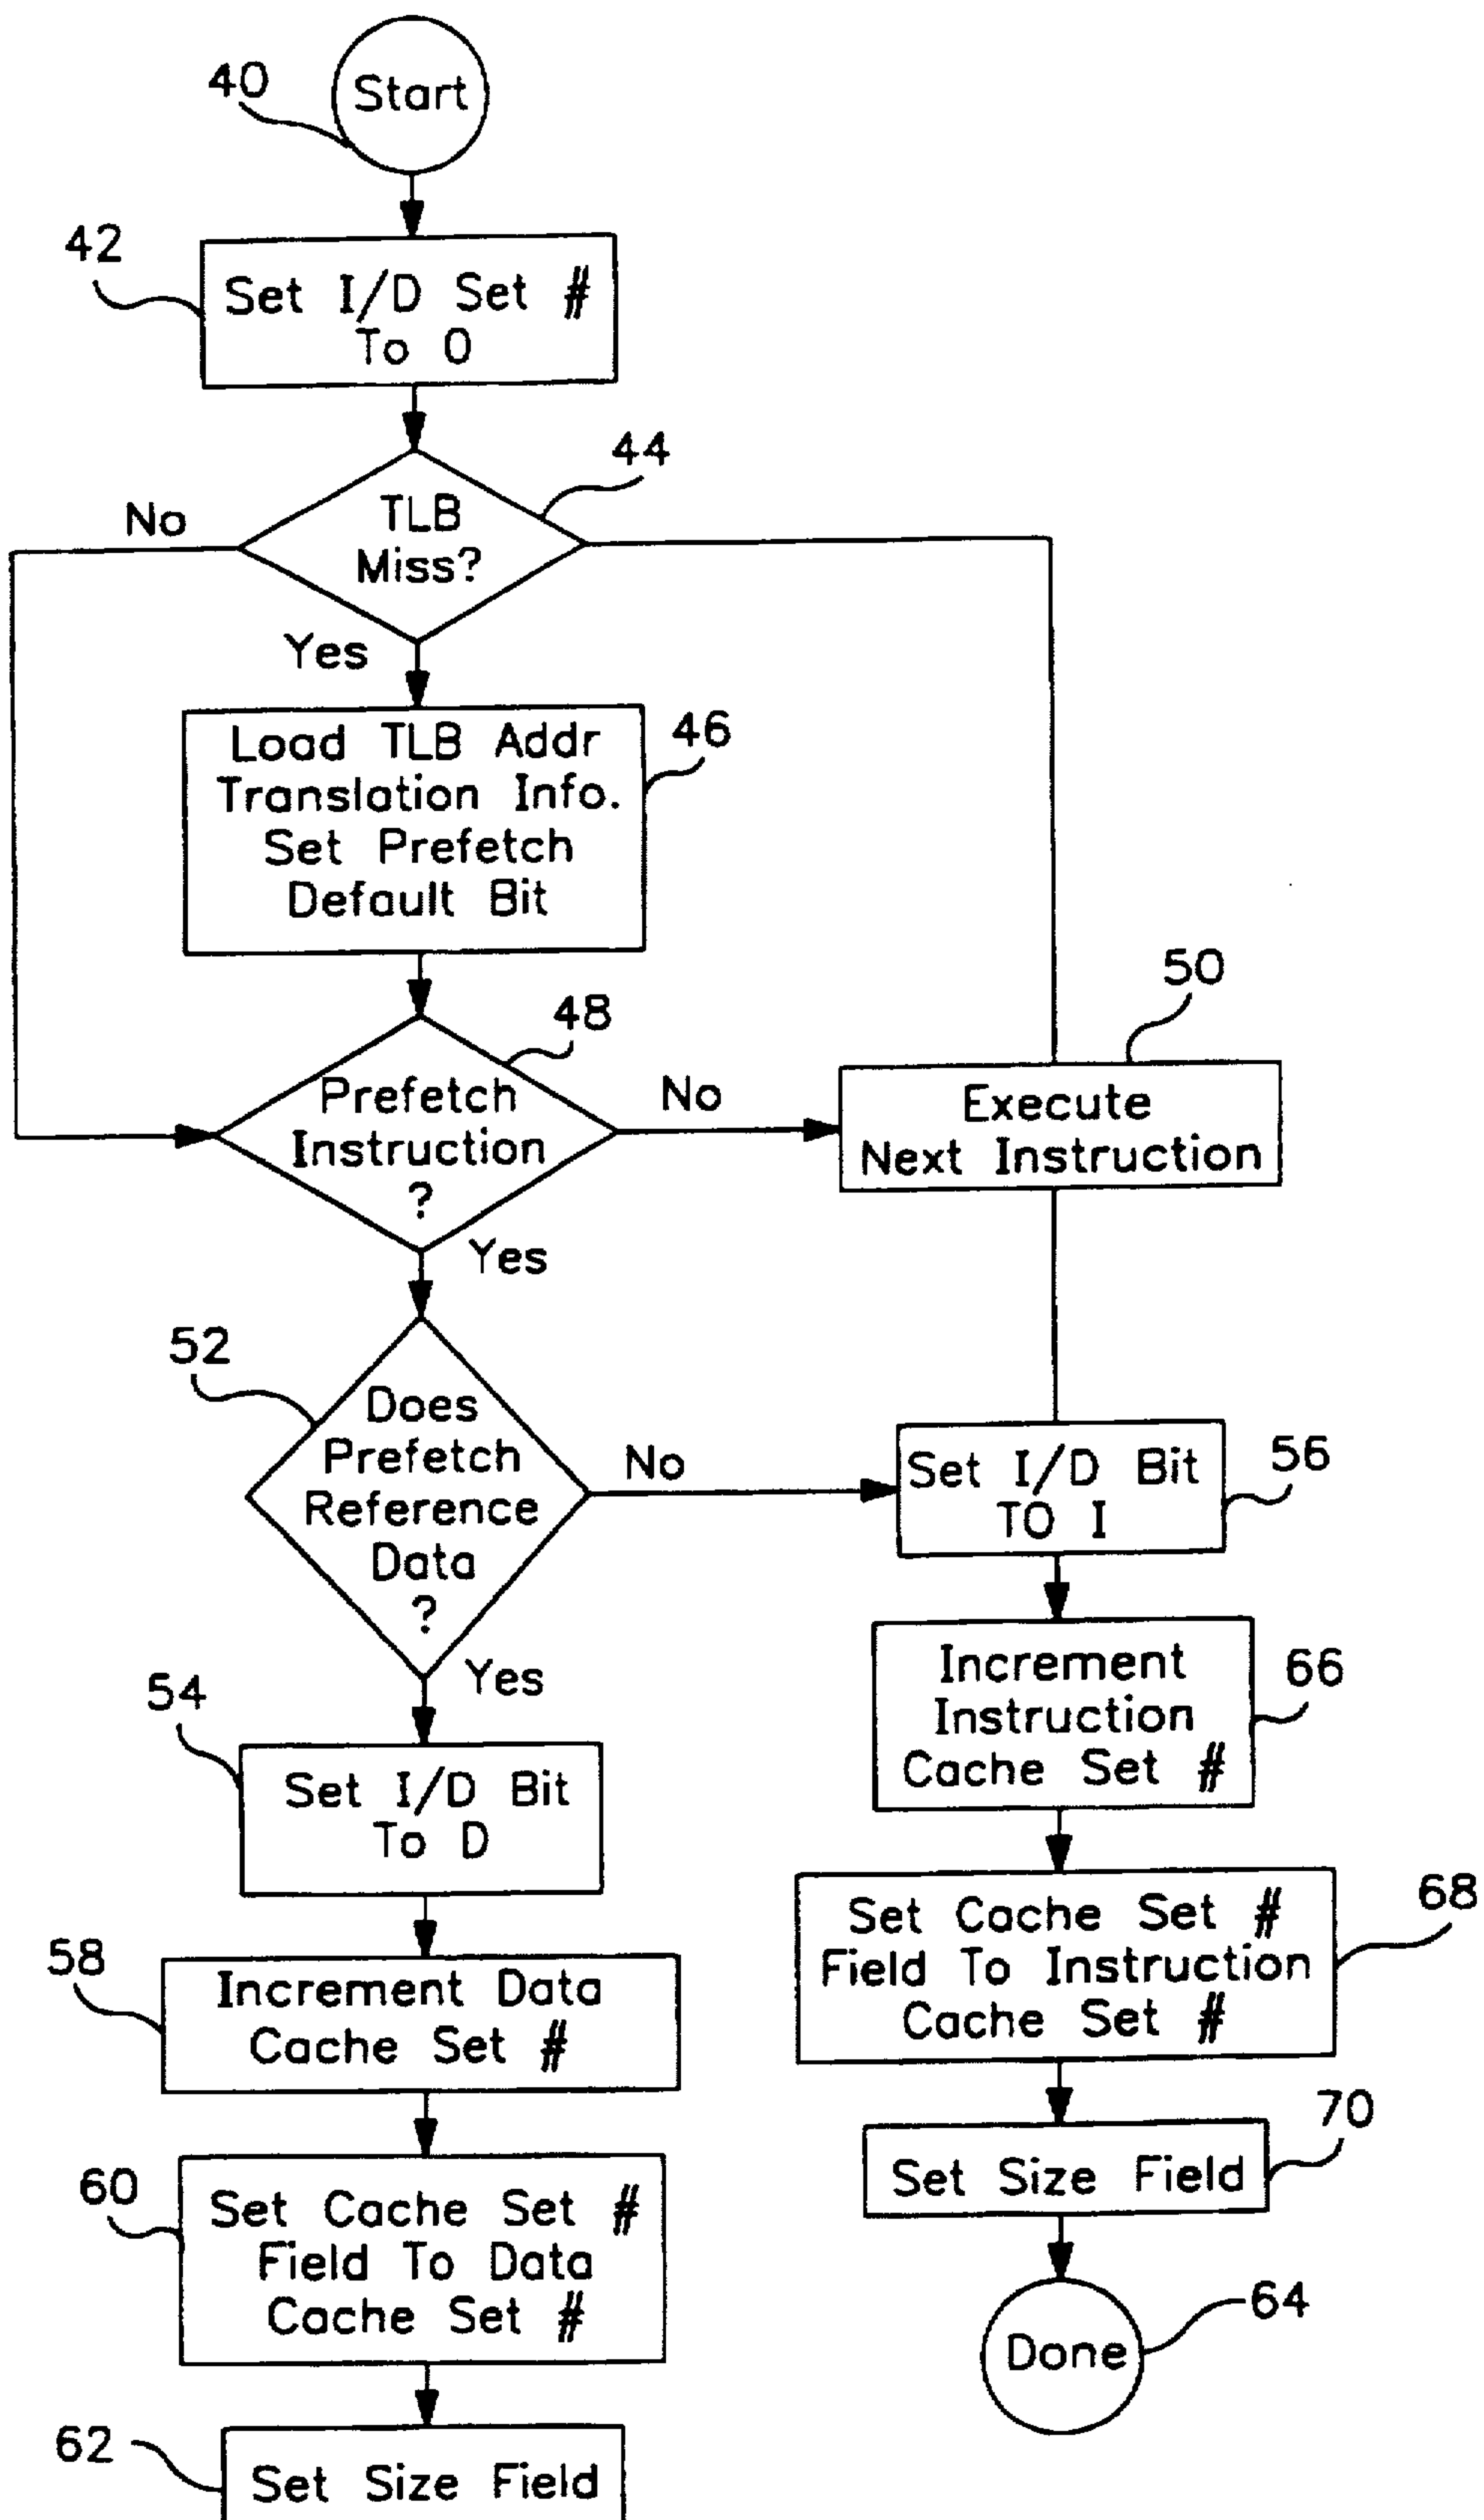 40
Start
42
Set I/D Set #
To 0
44
No
TLB
Miss?
Yes
46
Load TLB Addr
Translation Info.
Set Prefetch
Default Bit
48
50
Prefetch
Instruction
?
No
Execute
Next Instruction
Yes
52
Does
Prefetch
Reference
Data
?
No
Set I/D Bit
TO I
56
Yes
54
Set I/D Bit
To D
Increment
Instruction
Cache Set #
66
58
Increment Data
Cache Set #
Set Cache Set #
Field To Instruction
Cache Set #
68
60
Set Cache Set #
Field To Data
Cache Set #
70
Set Size Field
64
Done
62
Set Size Field